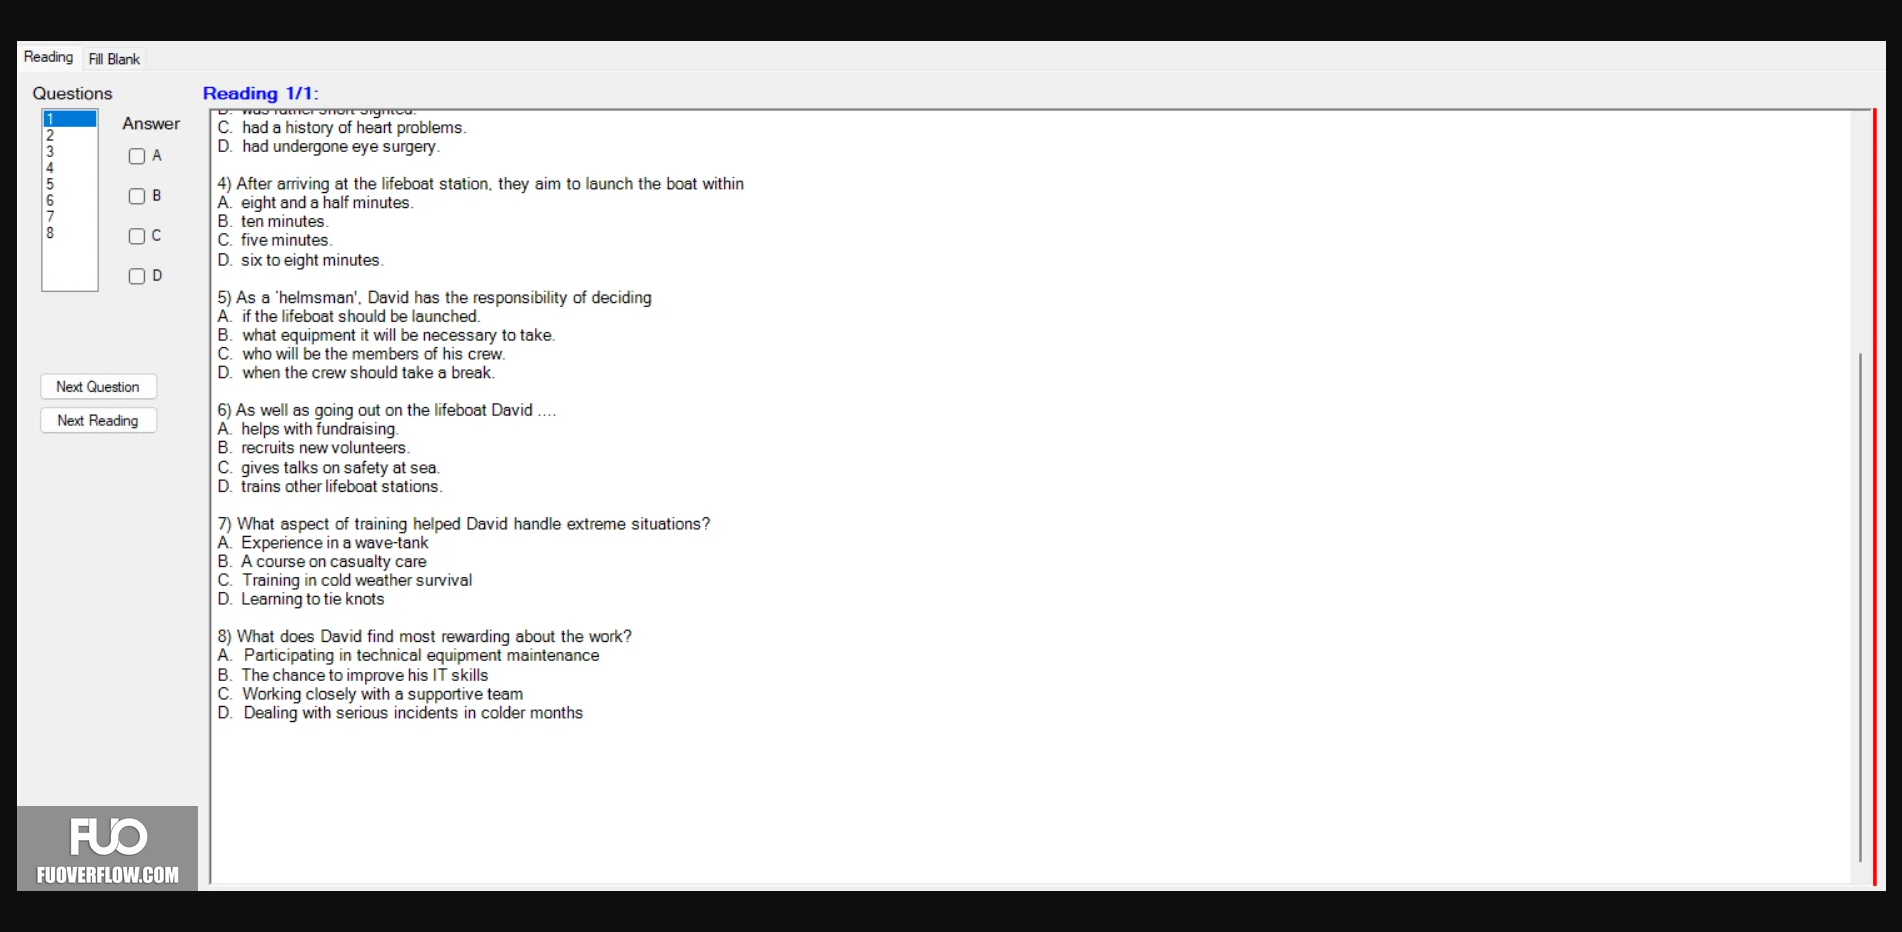 Reading Fill Blank
Questions
Reading 1/1:
Answer
1
2
3
4
5
6
7
8
A
B
C
D
Next Question
Next Reading
B. was rather short-sighted.
C. had a history of heart problems.
D. had undergone eye surgery.
4) After arriving at the lifeboat station, they aim to launch the boat within
A. eight and a half minutes.
B. ten minutes.
C. five minutes.
D. six to eight minutes.
5) As a 'helmsman', David has the responsibility of deciding
A. if the lifeboat should be launched.
B. what equipment it will be necessary to take.
C. who will be the members of his crew.
D. when the crew should take a break.
6) As well as going out on the lifeboat David ....
A. helps with fundraising.
B. recruits new volunteers.
C. gives talks on safety at sea.
D. trains other lifeboat stations.
7) What aspect of training helped David handle extreme situations?
A. Experience in a wave-tank
B. A course on casualty care
C. Training in cold weather survival
D. Learning to tie knots
8) What does David find most rewarding about the work?
A. Participating in technical equipment maintenance
B. The chance to improve his IT skills
C. Working closely with a supportive team
D. Dealing with serious incidents in colder months
FUO
FUOVERFLOW.COM